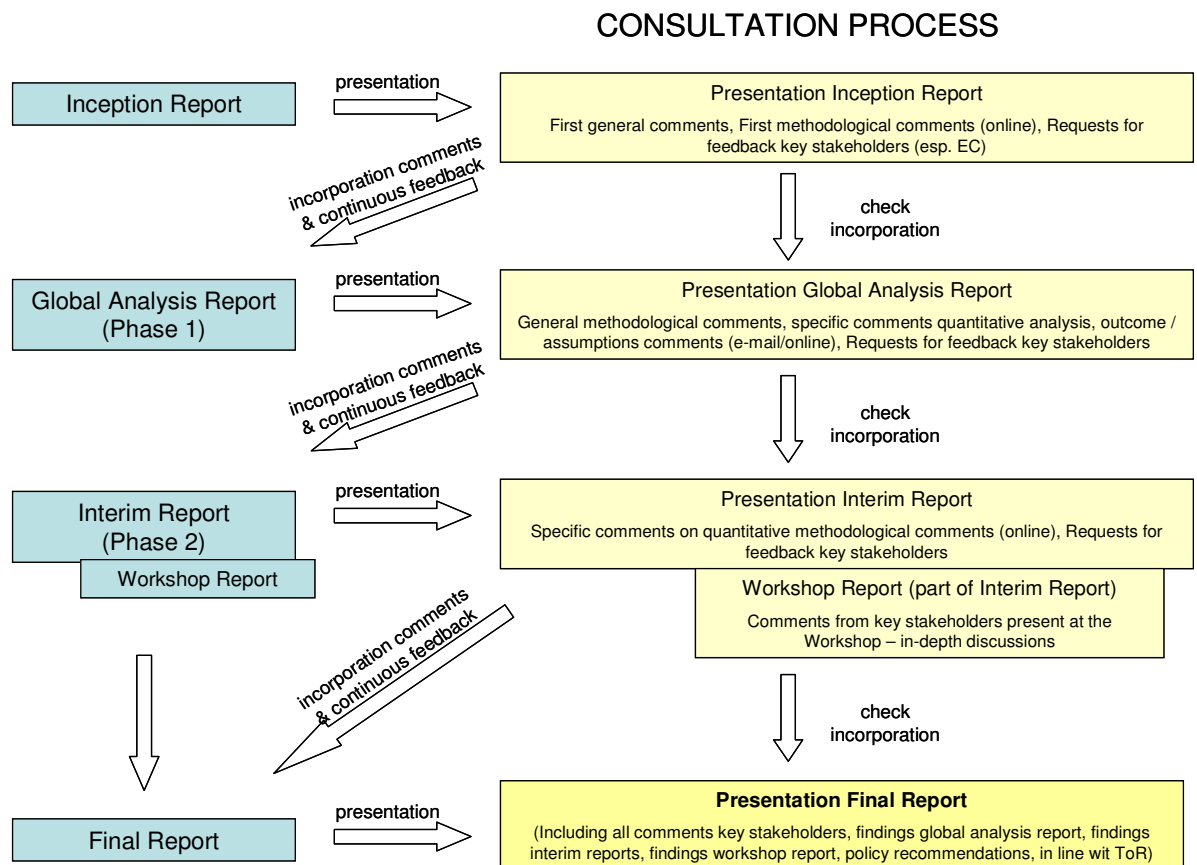 CONSULTATION PROCESS
Inception Report
presentation
Presentation Inception Report
First general comments, First methodological comments (online), Requests for
feedback key stakeholders (esp. EC)
incorporation comments
& continuous feedback
check
incorporation
Global Analysis Report
(Phase 1)
presentation
Presentation Global Analysis Report
General methodological comments, specific comments quantitative analysis, outcome /
assumptions comments (e-mail/online), Requests for feedback key stakeholders
incorporation comments
& continuous feedback
check
incorporation
Interim Report
(Phase 2)
Workshop Report
presentation
Presentation Interim Report
Specific comments on quantitative methodological comments (online), Requests for
feedback key stakeholders
Workshop Report (part of Interim Report)
Comments from key stakeholders present at the
Workshop – in-depth discussions
incorporation comments
& continuous feedback
check
incorporation
Final Report
presentation
Presentation Final Report
(Including all comments key stakeholders, findings global analysis report, findings
interim reports, findings workshop report, policy recommendations, in line wit ToR)